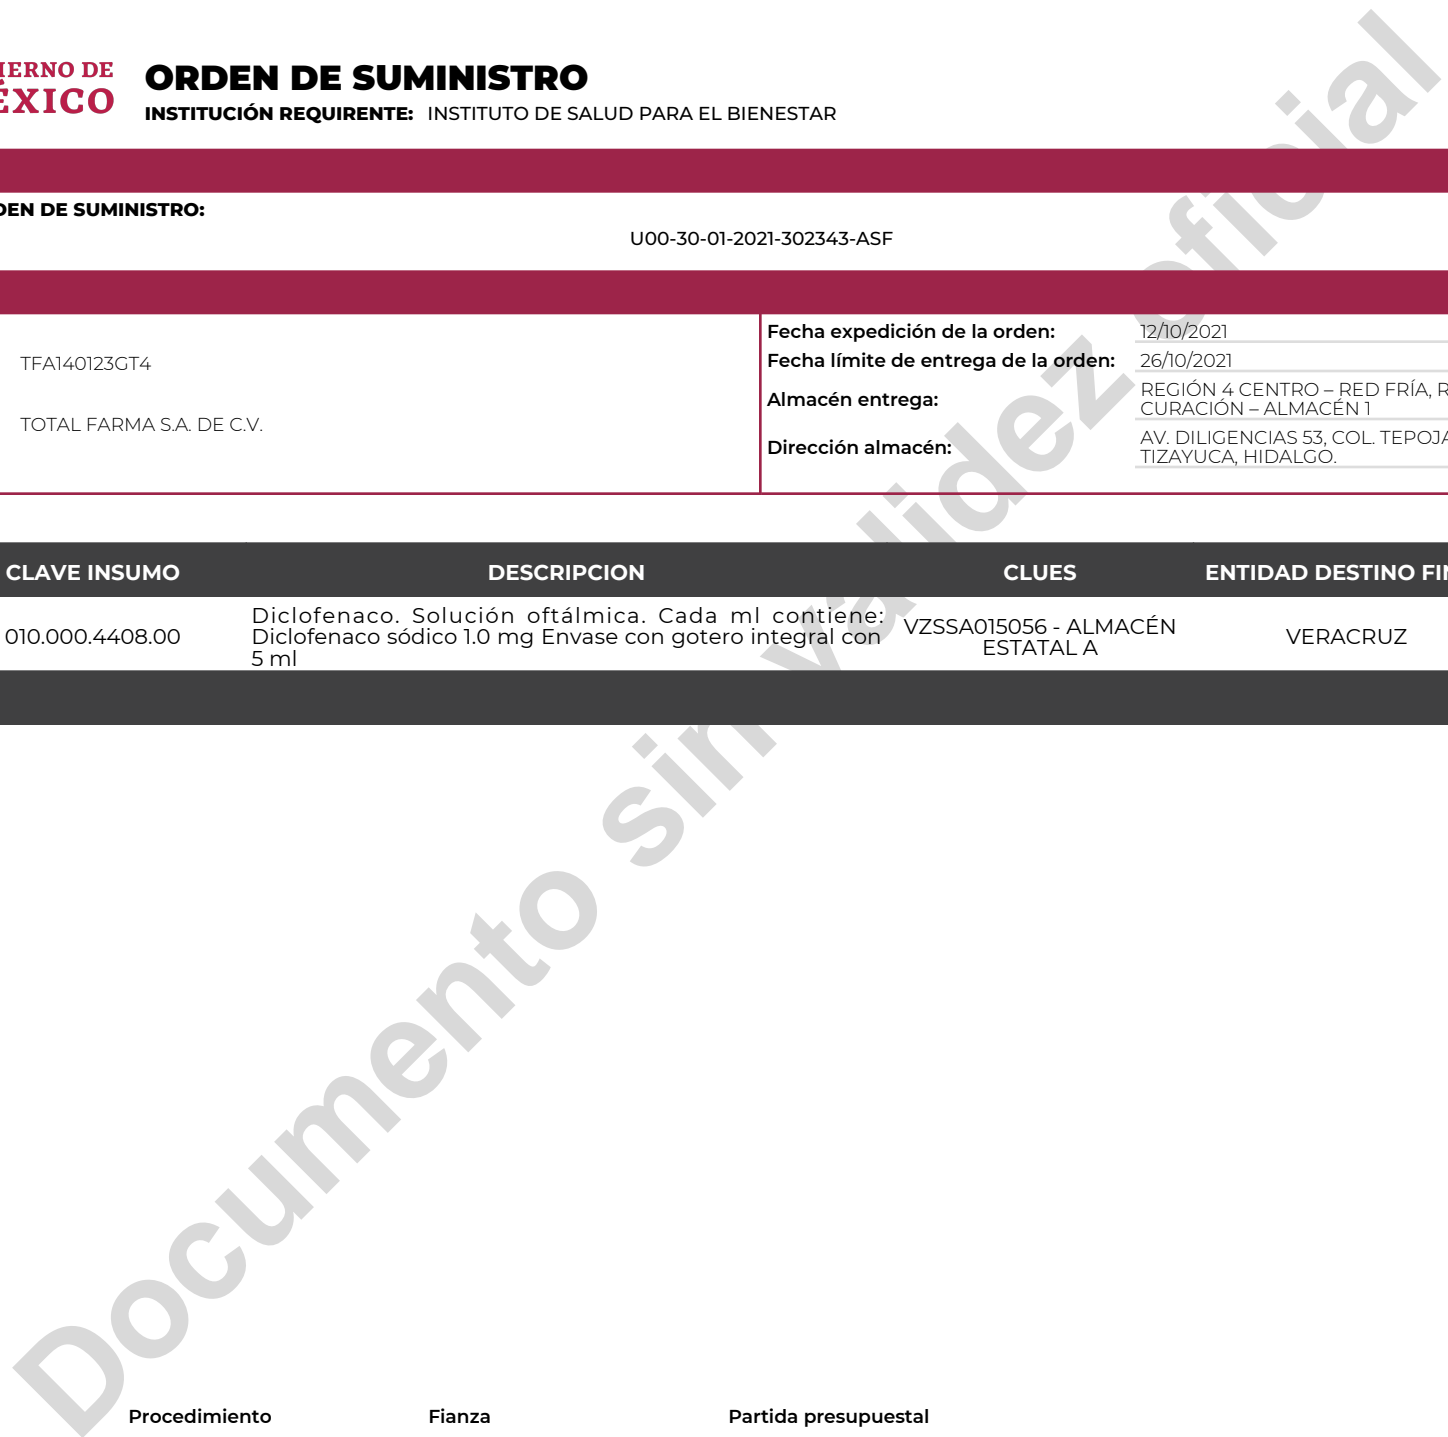 IERNO DE
ÉXICO
ORDEN DE SUMINISTRO
INSTITUCIÓN REQUIRENTE: INSTITUTO DE SALUD PARA EL BIENESTAR
DEN DE SUMINISTRO:
U00-30-01-2021-302343-ASF
TFA140123GT4
TOTAL FARMA S.A. DE C.V.
Fecha expedición de la orden: 12/10/2021
Fecha límite de entrega de la orden: 26/10/2021
Almacén entrega: REGIÓN 4 CENTRO – RED FRÍA, R
CURACIÓN – ALMACÉN 1
Dirección almacén: AV. DILIGENCIAS 53, COL. TEPOJA
TIZAYUCA, HIDALGO.
CLAVE INSUMO DESCRIPCION CLUES ENTIDAD DESTINO FIN
010.000.4408.00
Diclofenaco. Solución oftálmica. Cada ml contiene:
Diclofenaco sódico 1.0 mg Envase con gotero integral con
5 ml
VZSSA015056 - ALMACÉN
ESTATAL A
VERACRUZ
Documento sin validez oficial
Procedimiento Fianza Partida presupuestal